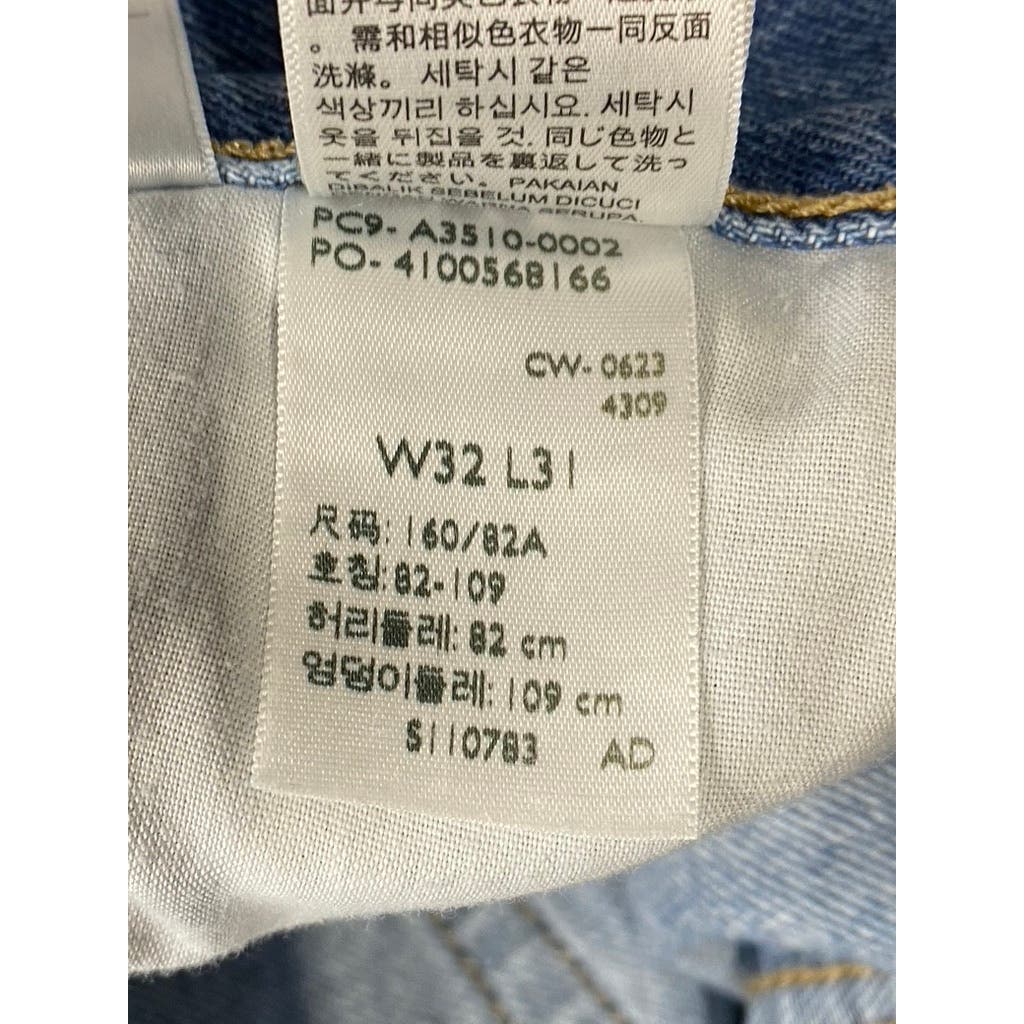 。需和相似色衣物一同反面
洗滌。세탁시 같은
색상끼리 하십시요. 세탁시
옷을 뒤집을 것. 同じ色物と
一緒に製品を裏返して洗っ
てください。PAKAIAN
DIBALIK SEBELUM DICUCI
SERUPA.
PC9- A3510-0002
PO- 4100568166
CW- 0623
4309
W32 L31
尺码: 160/82A
호칭: 82-109
허리둘레: 82 cm
엉덩이둘레: 109 cm
S110783 AD